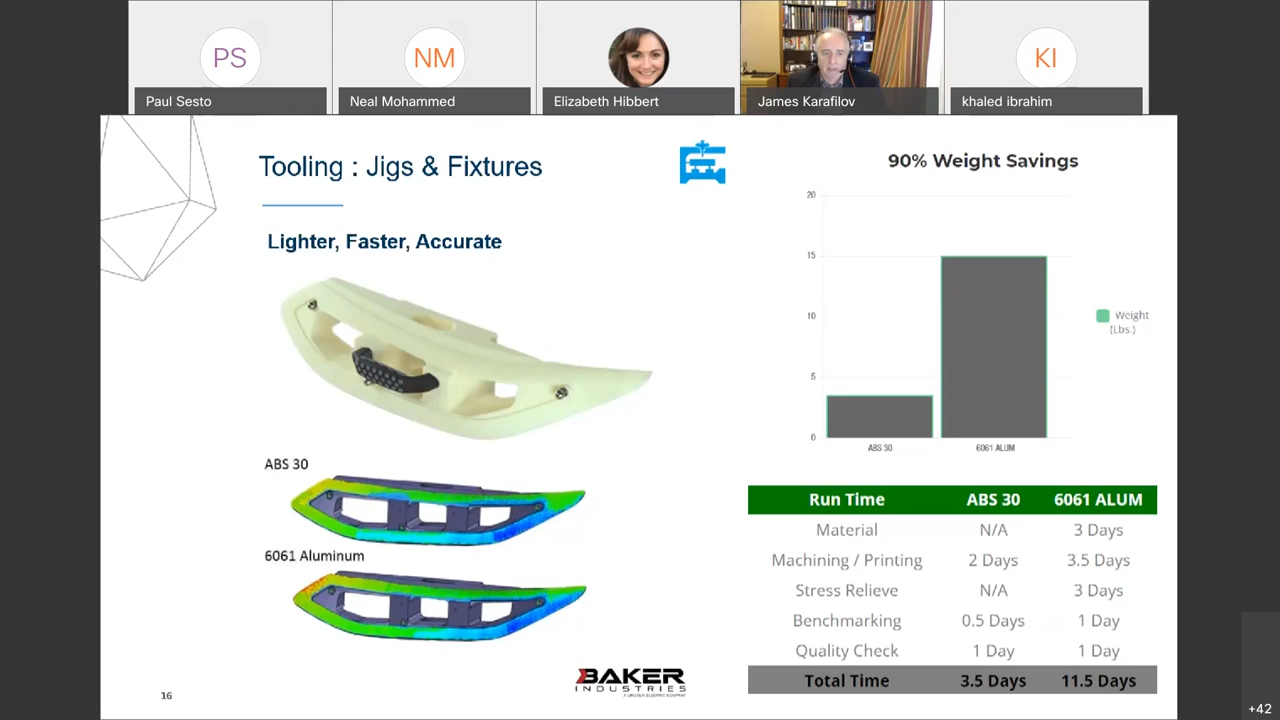 PS
NM
KI
Paul Sesto
Neal Mohammed
Elizabeth Hibbert
James Karafilov
khaled ibrahim
Tooling : Jigs & Fixtures
Lighter, Faster, Accurate
ABS 30
6061 Aluminum
90% Weight Savings
20
15
10
5
0
ABS 30
6061 ALUM
Weight
(Lbs.)
Run Time ABS 30 6061 ALUM
Material N/A 3 Days
Machining / Printing 2 Days 3.5 Days
Stress Relieve N/A 3 Days
Benchmarking 0.5 Days 1 Day
Quality Check 1 Day 1 Day
Total Time 3.5 Days 11.5 Days
16
BAKER
INDUSTRIES
A LINCOLN ELECTRIC COMPANY
+42